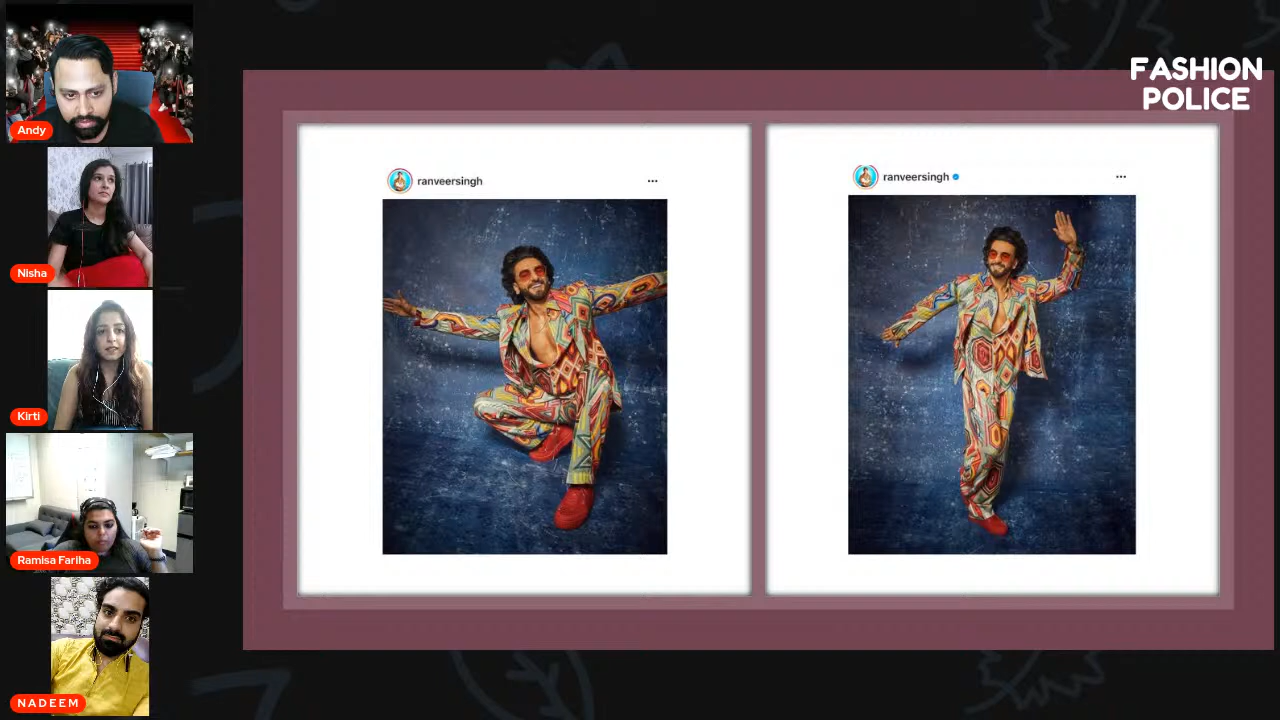 FASHION
POLICE
Andy
Nisha
Kirti
Ramisa Fariha
NADEEM
ranveersingh
ranveersingh